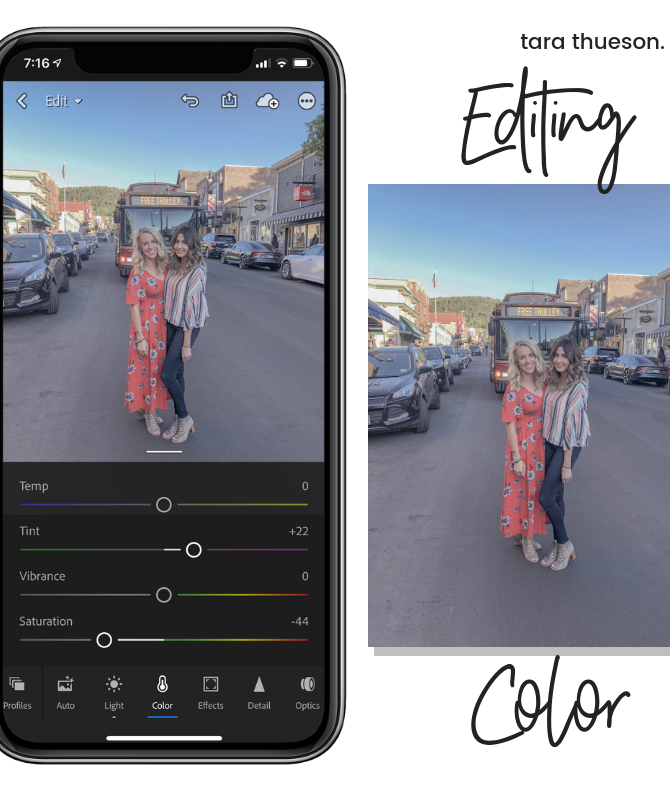 tara thueson.
Editing
7:16
Edit
FREE TROLLEY
FREE TROLLEY
Temp 0
Tint +22
Vibrance 0
Saturation -44
Profiles Auto Light Color Effects Detail Optics
Color